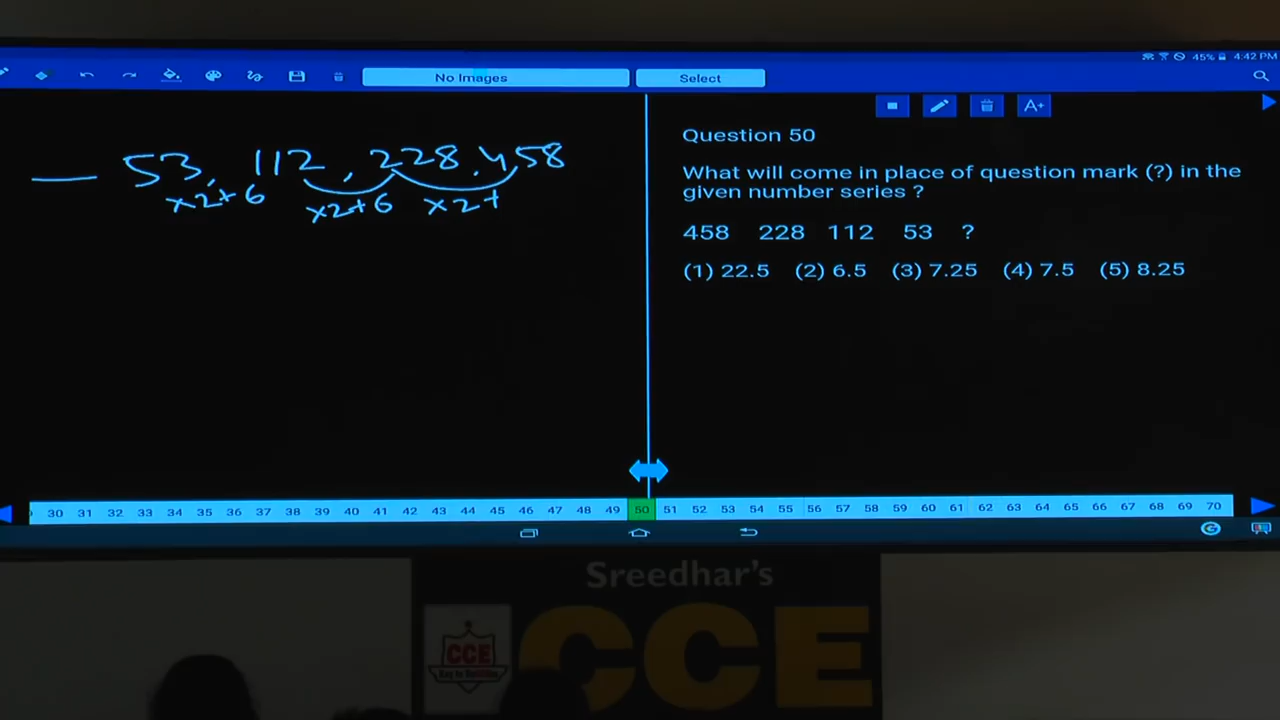 45% 4:42 PM
No Images Select
A+
53, 112, 228, 458
x2+6 x2+6 x2+
Question 50
What will come in place of question mark (?) in the
given number series ?
458 228 112 53 ?
(1) 22.5 (2) 6.5 (3) 7.25 (4) 7.5 (5) 8.25
30 31 32 33 34 35 36 37 38 39 40 41 42 43 44 45 46 47 48 49 50 51 52 53 54 55 56 57 58 59 60 61 62 63 64 65 66 67 68 69 70
Sreedhar's
CCE
CCE